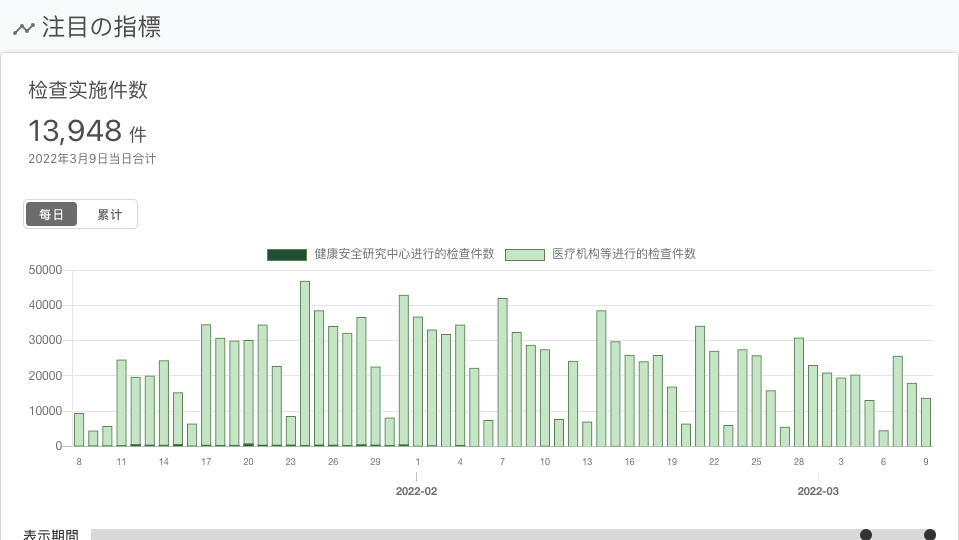 注目の指標
检查实施件数
13,948 件
2022年3月9日当日合计
每日 累计
健康安全研究中心进行的检查件数 医疗机构等进行的检查件数
50000
40000
30000
20000
10000
0
8 11 14 17 20 23 26 29 1 4 7 10 13 16 19 22 25 28 3 6 9
2022-02 2022-03
表示期間